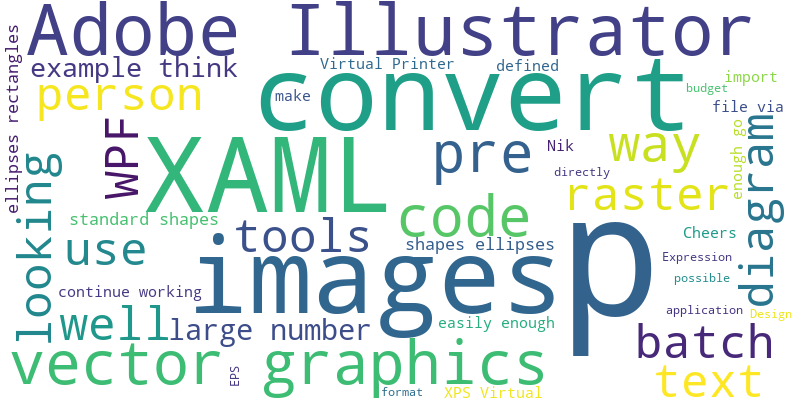 Adobe Illustrator
example think
Virtual Printer
defined
import
budget
person
convert
make
file via
ellipses rectangles
WPF
XAML
pre
Nik
way
directly
enough go
diagram
looking
raster
code
standard shapes
tools
use
shapes ellipses
Cheers
images
p
Expression
possible
continue working
application
Design
well
large number
easily enough
batch
vector graphics
EPS
format
XPS Virtual
text